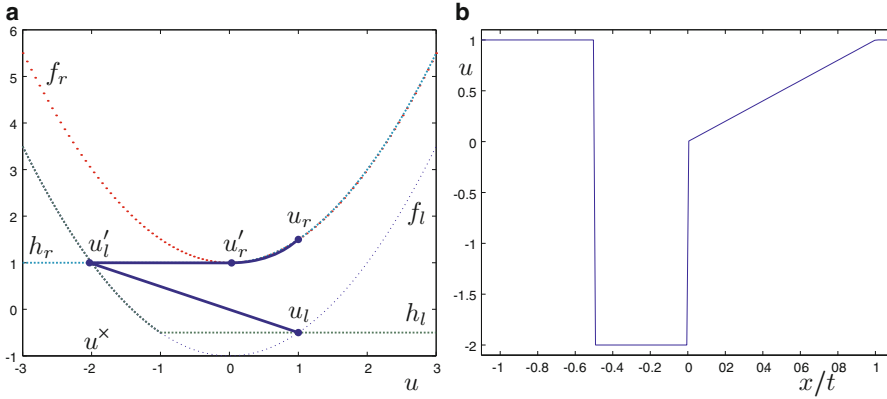 a
6
5
4
3
2
1
0
-1
-3 -2 -1 0 1 2 3
u
f_r
f_l
h_r
h_l
u'_l
u'_r
u_r
u_l
u^×
b
1
u
0.5
0
-0.5
-1
-1.5
-2
-1 -0.8 -0.6 -0.4 -0.2 0 02 04 06 08 1
x/t